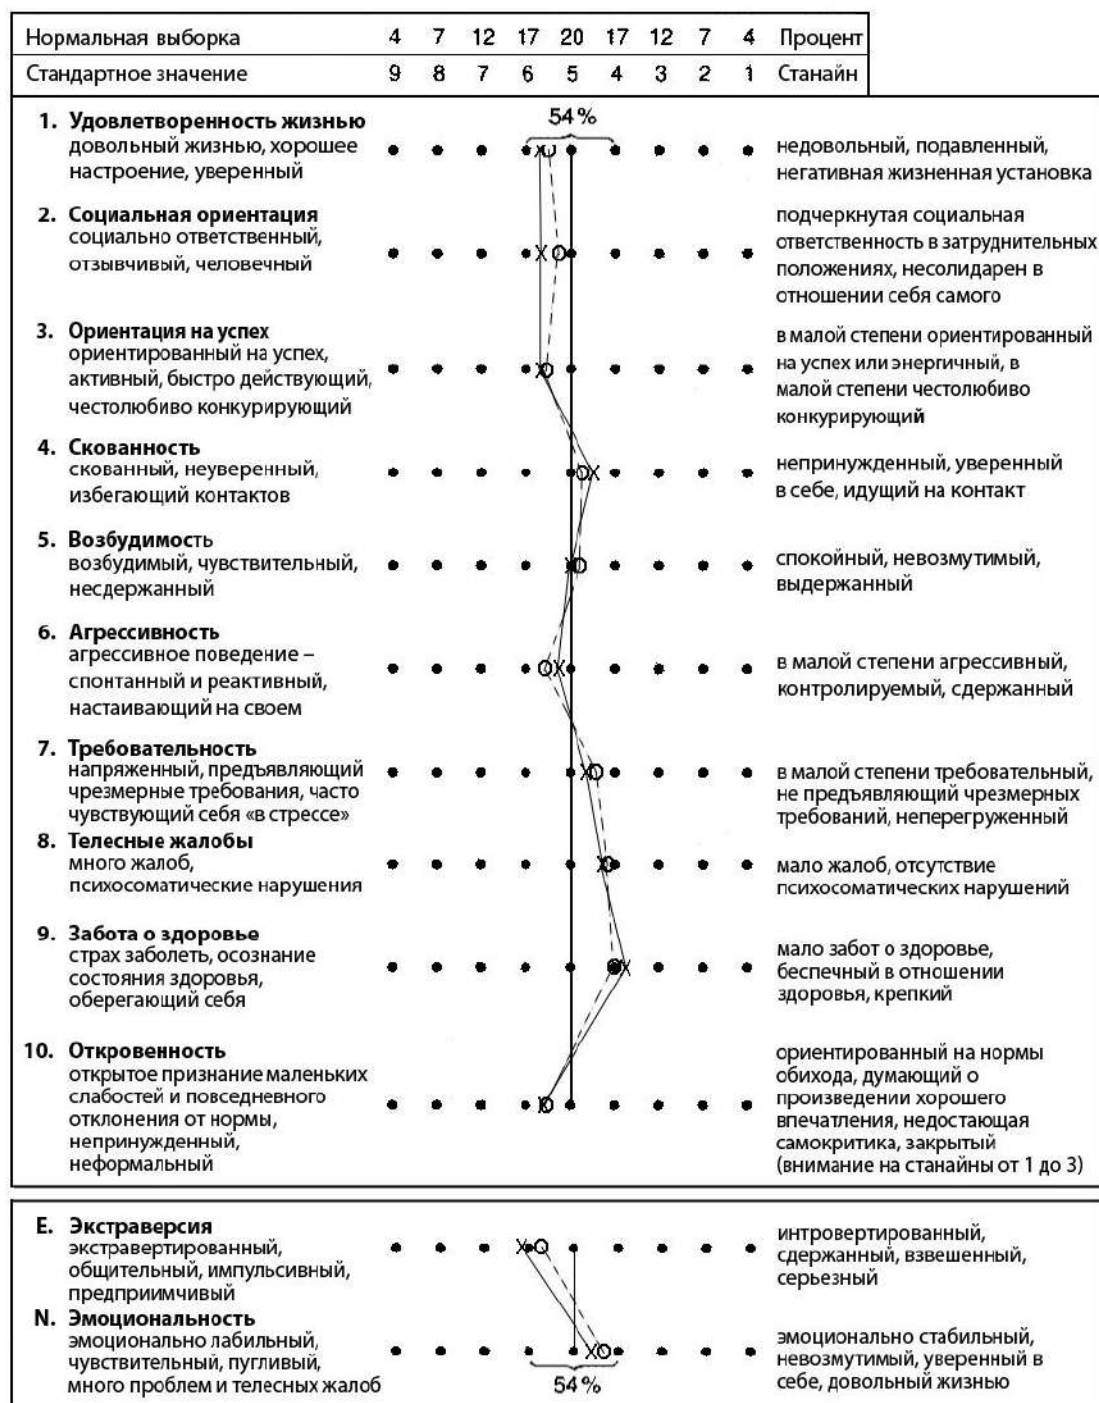 Нормальная выборка 4 7 12 17 20 17 12 7 4 Процент
Стандартное значение 9 8 7 6 5 4 3 2 1 Станайн
54 %
1. Удовлетворенность жизнью
довольный жизнью, хорошее
настроение, уверенный
недовольный, подавленный,
негативная жизненная установка
2. Социальная ориентация
социально ответственный,
отзывчивый, человечный
подчеркнутая социальная
ответственность в затруднительных
положениях, несолидарен в
отношении себя самого
3. Ориентация на успех
ориентированный на успех,
активный, быстро действующий,
честолюбиво конкурирующий
в малой степени ориентированный
на успех или энергичный, в
малой степени честолюбиво
конкурирующий
4. Скованность
скованный, неуверенный,
избегающий контактов
непринужденный, уверенный
в себе, идущий на контакт
5. Возбудимость
возбудимый, чувствительный,
несдержанный
спокойный, невозмутимый,
выдержанный
6. Агрессивность
агрессивное поведение –
спонтанный и реактивный,
настаивающий на своем
в малой степени агрессивный,
контролируемый, сдержанный
7. Требовательность
напряженный, предъявляющий
чрезмерные требования, часто
чувствующий себя «в стрессе»
в малой степени требовательный,
не предъявляющий чрезмерных
требований, неперегруженный
8. Телесные жалобы
много жалоб,
психосоматические нарушения
мало жалоб, отсутствие
психосоматических нарушений
9. Забота о здоровье
страх заболеть, осознание
состояния здоровья,
оберегающий себя
мало забот о здоровье,
беспечный в отношении
здоровья, крепкий
10. Откровенность
открытое признание маленьких
слабостей и повседневного
отклонения от нормы,
непринужденный,
неформальный
ориентированный на нормы
обихода, думающий о
произведении хорошего
впечатления, недостающая
самокритика, закрытый
(внимание на станайны от 1 до 3)
E. Экстраверсия
экстравертированный,
общительный, импульсивный,
предприимчивый
интровертированный,
сдержанный, взвешенный,
серьезный
N. Эмоциональность
эмоционально лабильный,
чувствительный, пугливый,
много проблем и телесных жалоб
эмоционально стабильный,
невозмутимый, уверенный в
себе, довольный жизнью
54 %